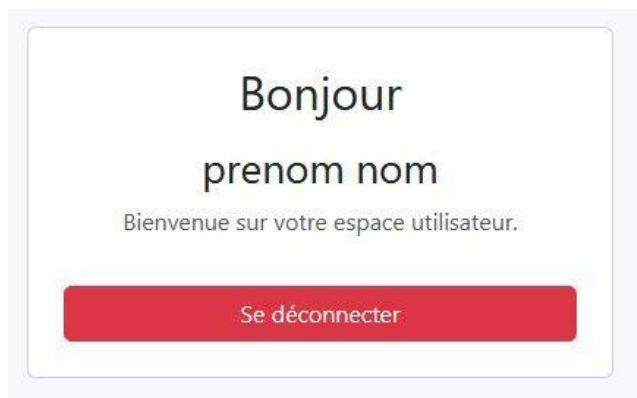 Bonjour
prenom nom
Bienvenue sur votre espace utilisateur.
Se déconnecter